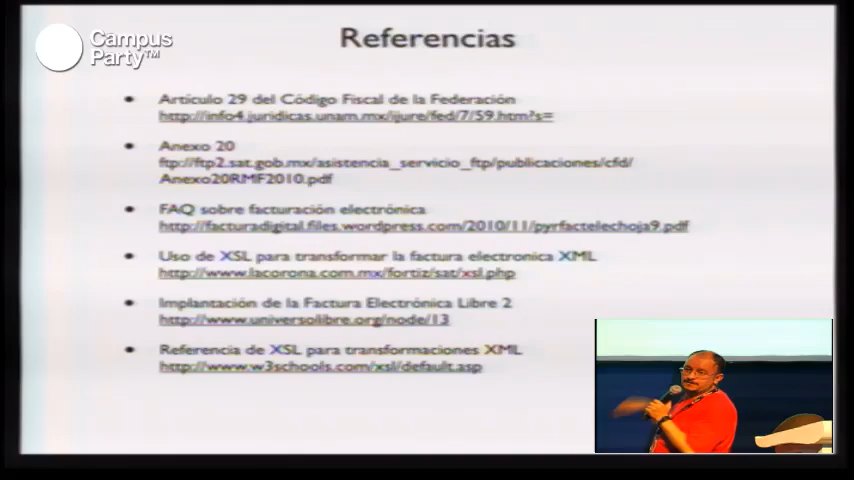 Campus
Party™
Referencias
• Artículo 29 del Código Fiscal de la Federación
http://info4.juridicas.unam.mx/ijure/fed/7/59.htm?s=
• Anexo 20
ftp://ftp2.sat.gob.mx/asistencia_servicio_ftp/publicaciones/cfd/
Anexo20RMF2010.pdf
• FAQ sobre facturación electrónica
http://facturadigital.files.wordpress.com/2010/11/pyrfactelechoja9.pdf
• Uso de XSL para transformar la factura electronica XML
http://www.lacorona.com.mx/fortiz/sat/xsl.php
• Implantación de la Factura Electrónica Libre 2
http://www.universolibre.org/node/13
• Referencia de XSL para transformaciones XML
http://www.w3schools.com/xsl/default.asp